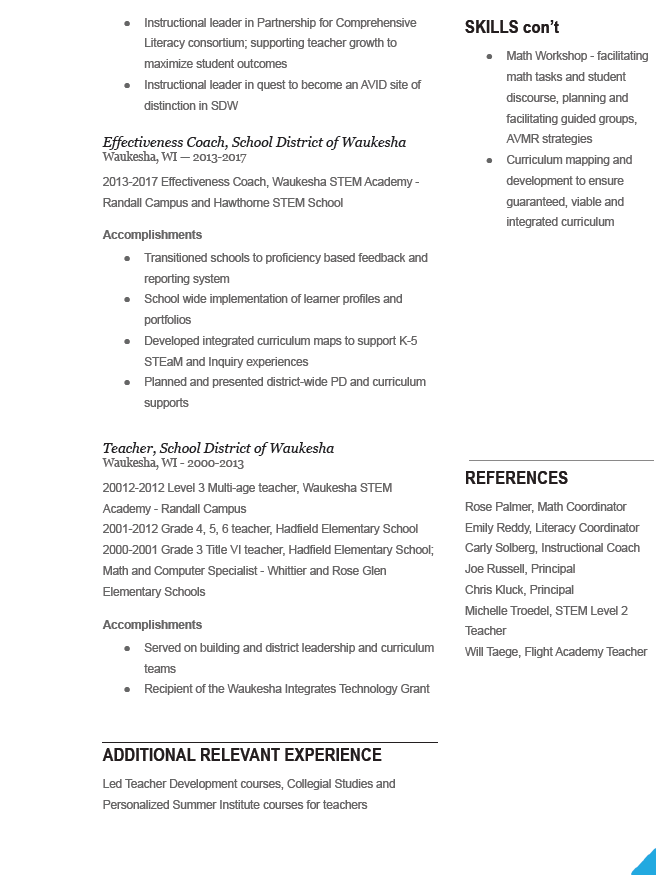 ● Instructional leader in Partnership for Comprehensive
Literacy consortium; supporting teacher growth to
maximize student outcomes
● Instructional leader in quest to become an AVID site of
distinction in SDW
Effectiveness Coach, School District of Waukesha
Waukesha, WI — 2013-2017
2013-2017 Effectiveness Coach, Waukesha STEM Academy -
Randall Campus and Hawthorne STEM School
Accomplishments
● Transitioned schools to proficiency based feedback and
reporting system
● School wide implementation of learner profiles and
portfolios
● Developed integrated curriculum maps to support K-5
STEaM and Inquiry experiences
● Planned and presented district-wide PD and curriculum
supports
Teacher, School District of Waukesha
Waukesha, WI - 2000-2013
20012-2012 Level 3 Multi-age teacher, Waukesha STEM
Academy - Randall Campus
2001-2012 Grade 4, 5, 6 teacher, Hadfield Elementary School
2000-2001 Grade 3 Title VI teacher, Hadfield Elementary School;
Math and Computer Specialist - Whittier and Rose Glen
Elementary Schools
Accomplishments
● Served on building and district leadership and curriculum
teams
● Recipient of the Waukesha Integrates Technology Grant
ADDITIONAL RELEVANT EXPERIENCE
Led Teacher Development courses, Collegial Studies and
Personalized Summer Institute courses for teachers
SKILLS con’t
● Math Workshop - facilitating
math tasks and student
discourse, planning and
facilitating guided groups,
AVMR strategies
● Curriculum mapping and
development to ensure
guaranteed, viable and
integrated curriculum
REFERENCES
Rose Palmer, Math Coordinator
Emily Reddy, Literacy Coordinator
Carly Solberg, Instructional Coach
Joe Russell, Principal
Chris Kluck, Principal
Michelle Troedel, STEM Level 2
Teacher
Will Taege, Flight Academy Teacher